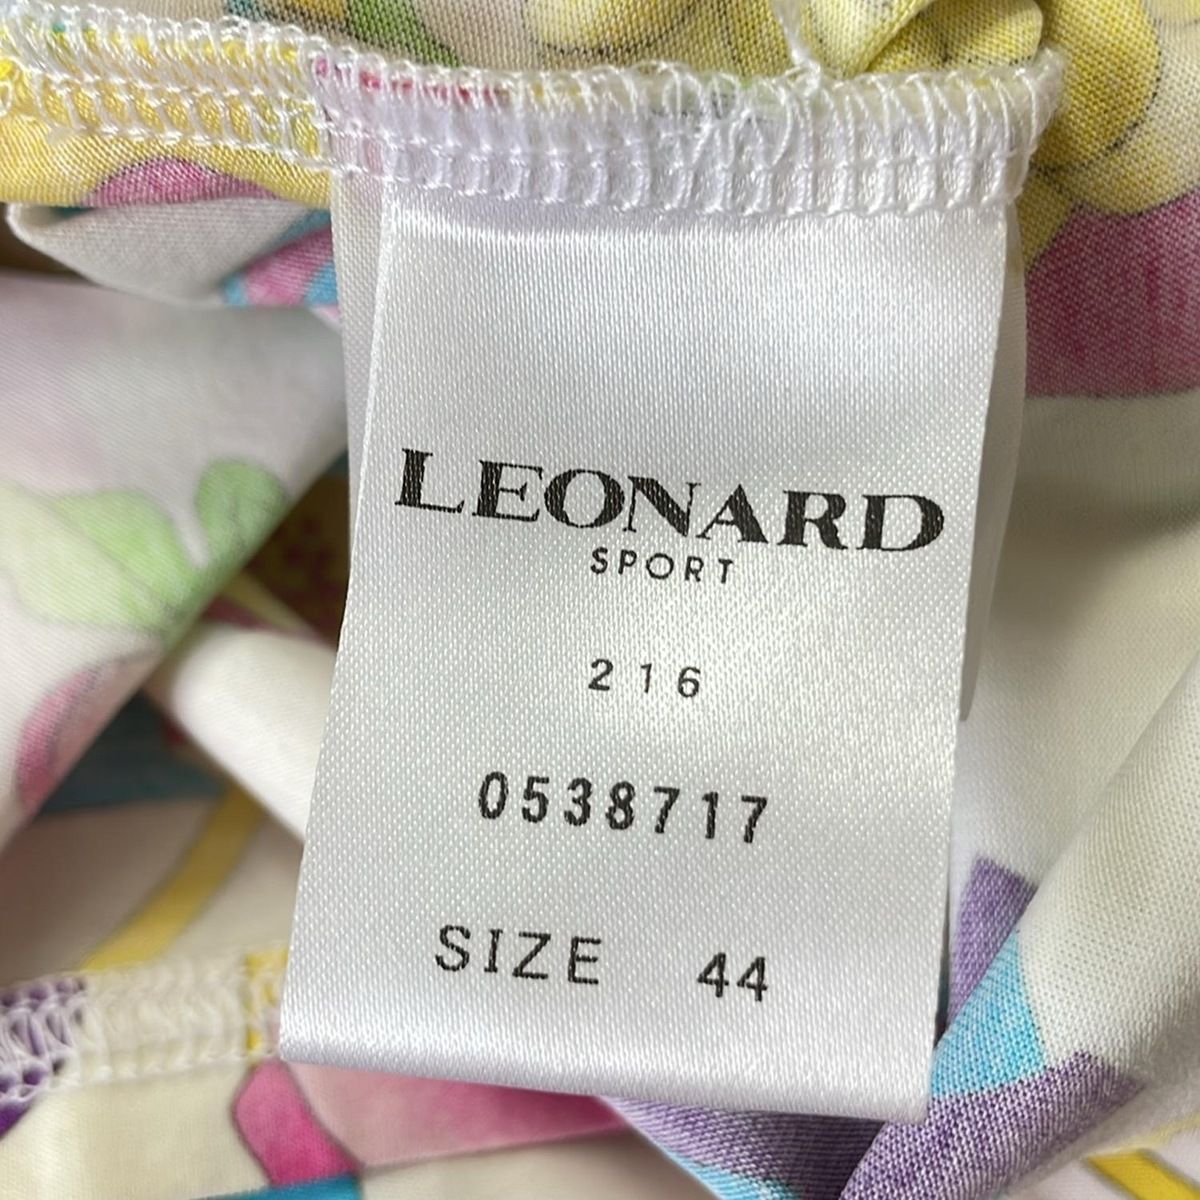 LEONARD
SPORT
216
0538717
SIZE 44